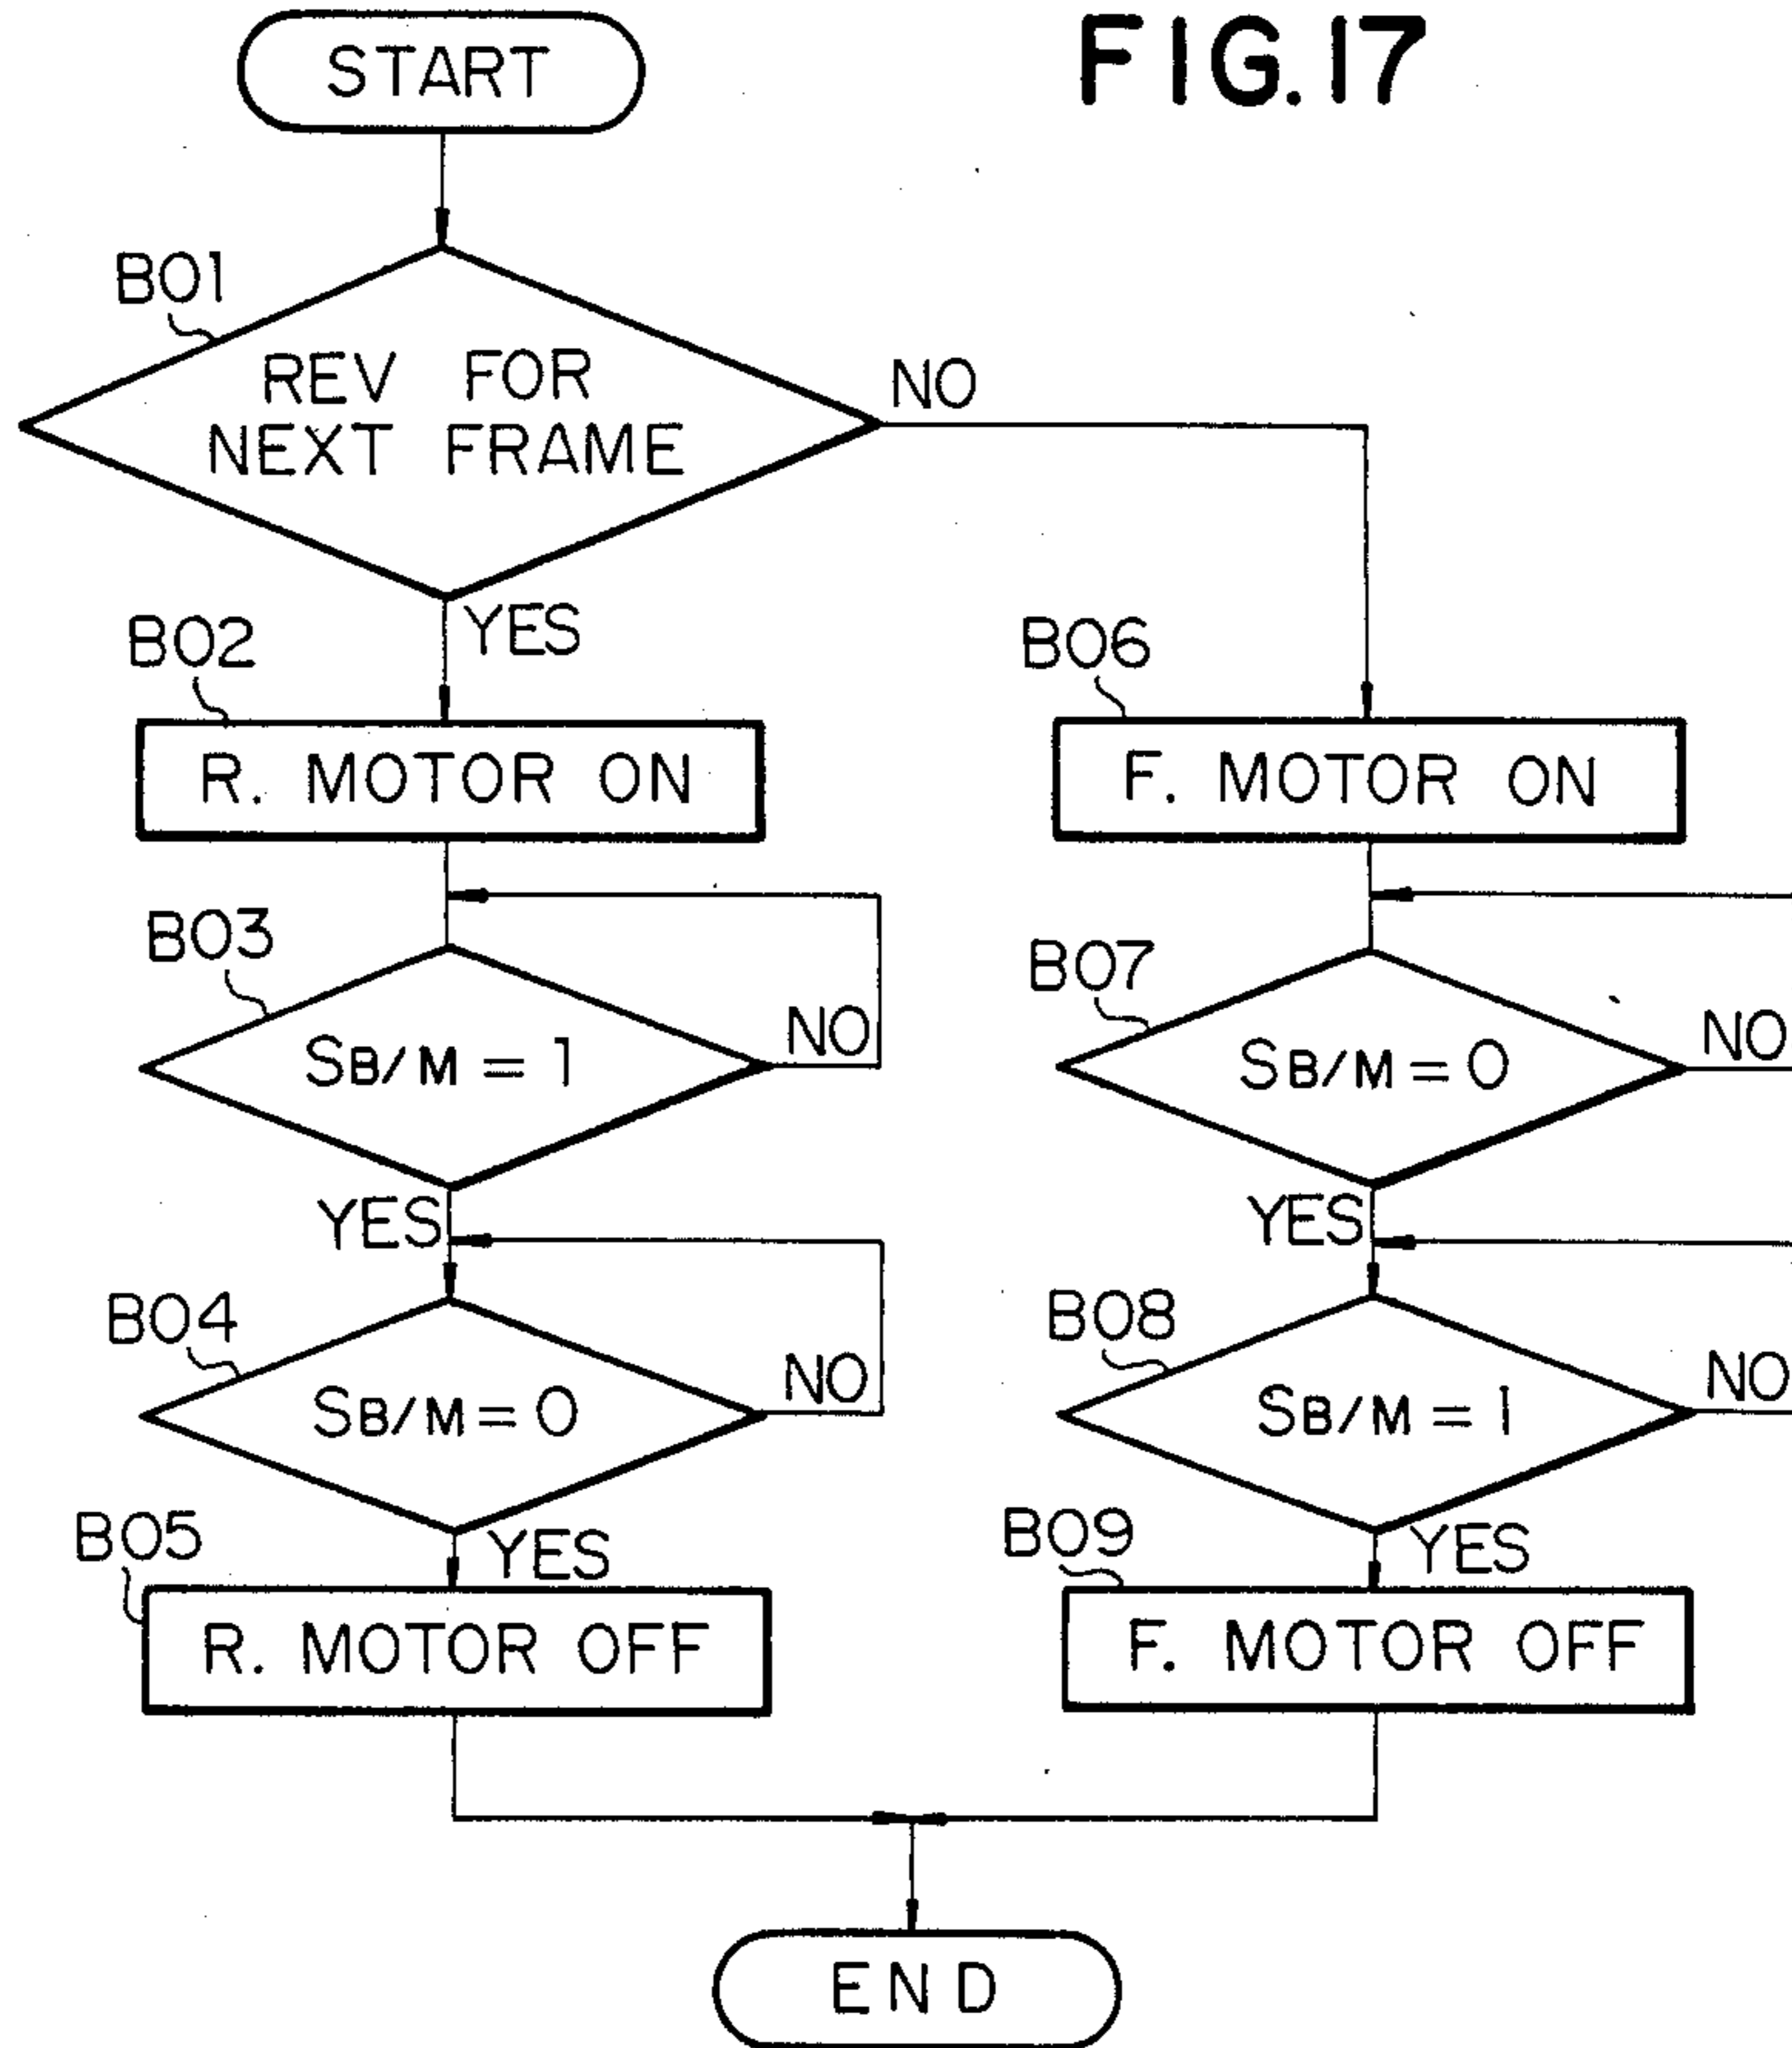 START
FIG.17
B01
REV FOR
NEXT FRAME
NO
YES
B02
R. MOTOR ON
B03
SB/M = 1
NO
YES
B04
SB/M = 0
NO
YES
B05
R. MOTOR OFF
B06
F. MOTOR ON
B07
SB/M = 0
NO
YES
B08
SB/M = 1
NO
YES
B09
F. MOTOR OFF
END